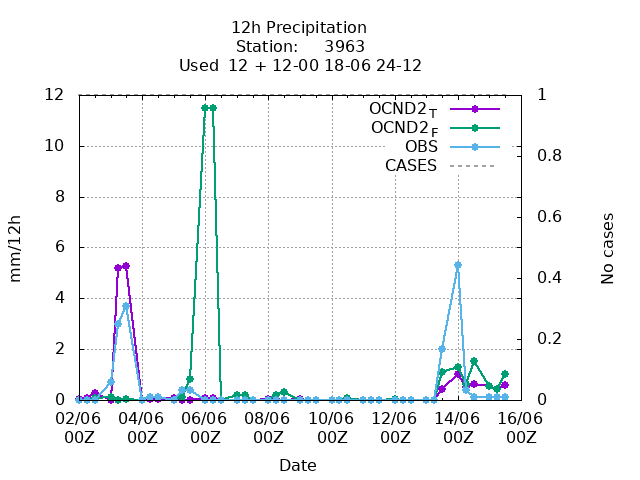 12h Precipitation
Station: 3963
Used 12 + 12-00 18-06 24-12
12
10
8
6
4
2
0
1
0.8
0.6
0.4
0.2
0
mm/12h
No cases
OCND2_T
OCND2_F
OBS
CASES
02/06 04/06 06/06 08/06 10/06 12/06 14/06 16/06
00Z 00Z 00Z 00Z 00Z 00Z 00Z 00Z
Date